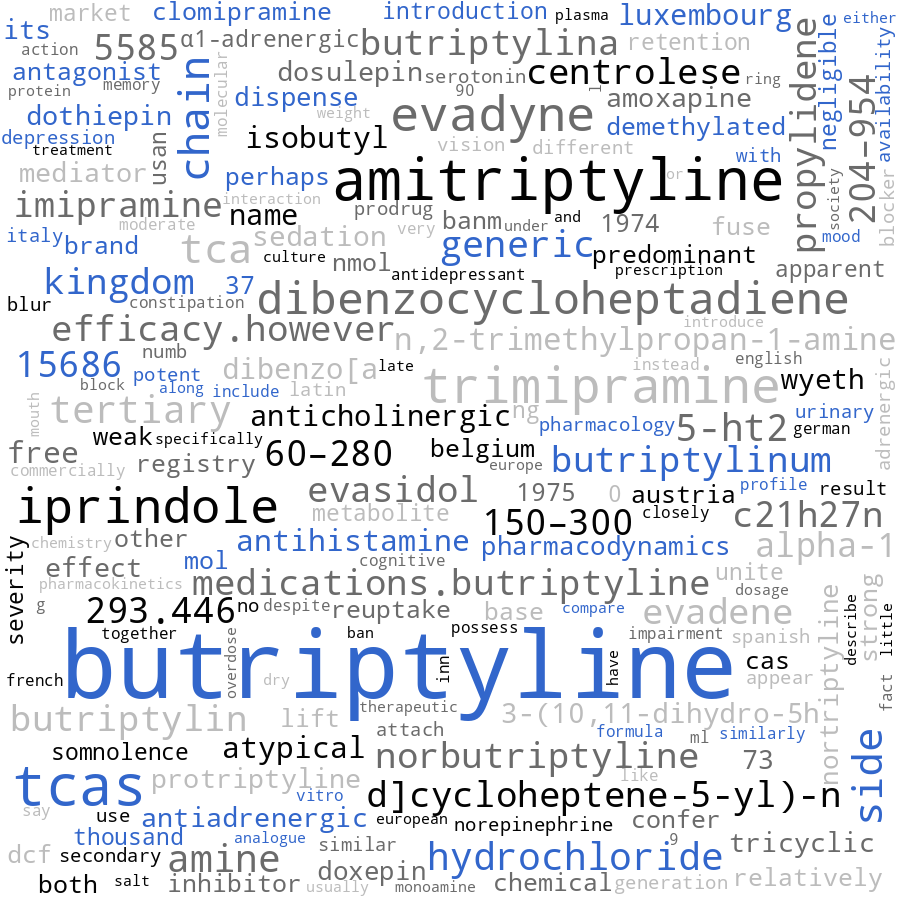 market
clomipramine
introduction
plasma
luxembourg
either
its
action
5585
α1-adrenergic
butriptylina
retention
antagonist
protein
memory
chain
molecular
dosulepin
serotonin
centrolese
ring
propylidene
negligible
availability
90
1
dothiepin
dispense
weight
evadyne
amoxapine
204–954
depression
treatment
usan
isobutyl
vision
different
demethylated
with
mediator
perhaps
amitriptyline
or
society
imipramine
interaction
name
prodrug
very
banm
under
and
1974
fuse
mood
blocker
italy
brand
moderate
tca
sedation
culture
nmol
generic
predominant
antidepressant
prescription
apparent
kingdom
37
blur
constipation
dibenzocycloheptadiene
efficacy.however
n,2-trimethylpropan-1-amine
introduce
15686
numb
potent
block
along
include
dibenzo[a
late
latin
instead
english
trimipramine
wyeth
adrenergic
mouth
tertiary
anticholinergic
ng
pharmacology
5-ht2
urinary
german
weak
specifically
free
commercially
registry
60–280
belgium
europe
butriptylinum
iprindole
evasidol
1975
0
austria
profile
result
metabolite
150–300
closely
c21h27n
severity
chemistry
other
antihistamine
pharmacodynamics
alpha-1
effect
mol
cognitive
pharmacokinetics
medications.butriptyline
unite
dosage
strong
g
293.446
no
despite
reuptake
base
compare
evadene
nortriptyline
describe
little
together
overdose
ban
possess
impairment
spanish
butriptyline
inn
have
cas
french
dry
appear
fact
butriptylin
lift
therapeutic
attach
3-(10,11-dihydro-5h
formula
ml
similarly
somnolence
atypical
norbutriptyline
73
side
tcas
protriptyline
like
vitro
d]cycloheptene-5-yl)-n
say
use
antiadrenergic
european
norepinephrine
confer
thousand
analogue
similar
9
tricyclic
dcf
secondary
amine
doxepin
hydrochloride
both
salt
inhibitor
usually
monoamine
chemical
generation
relatively